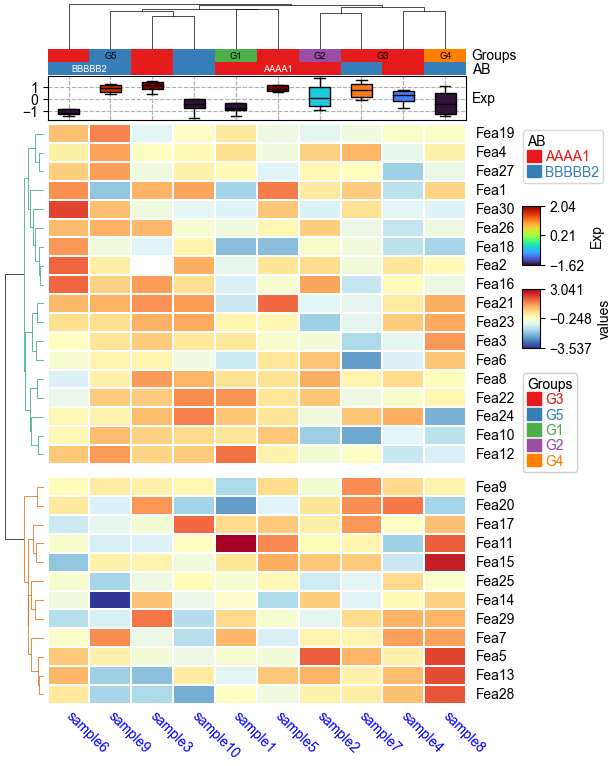 G5 G1 G2 G3 G4 Groups
BBBBB2 AAAA1 AB
1
0
−1
Exp
Fea19
Fea4
Fea27
Fea1
Fea30
Fea26
Fea18
Fea2
Fea16
Fea21
Fea23
Fea3
Fea6
Fea8
Fea22
Fea24
Fea10
Fea12
Fea9
Fea20
Fea17
Fea11
Fea15
Fea25
Fea14
Fea29
Fea7
Fea5
Fea13
Fea28
sample6 sample9 sample3 sample10 sample1 sample5 sample2 sample7 sample4 sample8
AB
AAAA1
BBBBB2
2.04
0.21
−1.62
Exp
3.041
−0.248
−3.537
values
Groups
G3
G5
G1
G2
G4